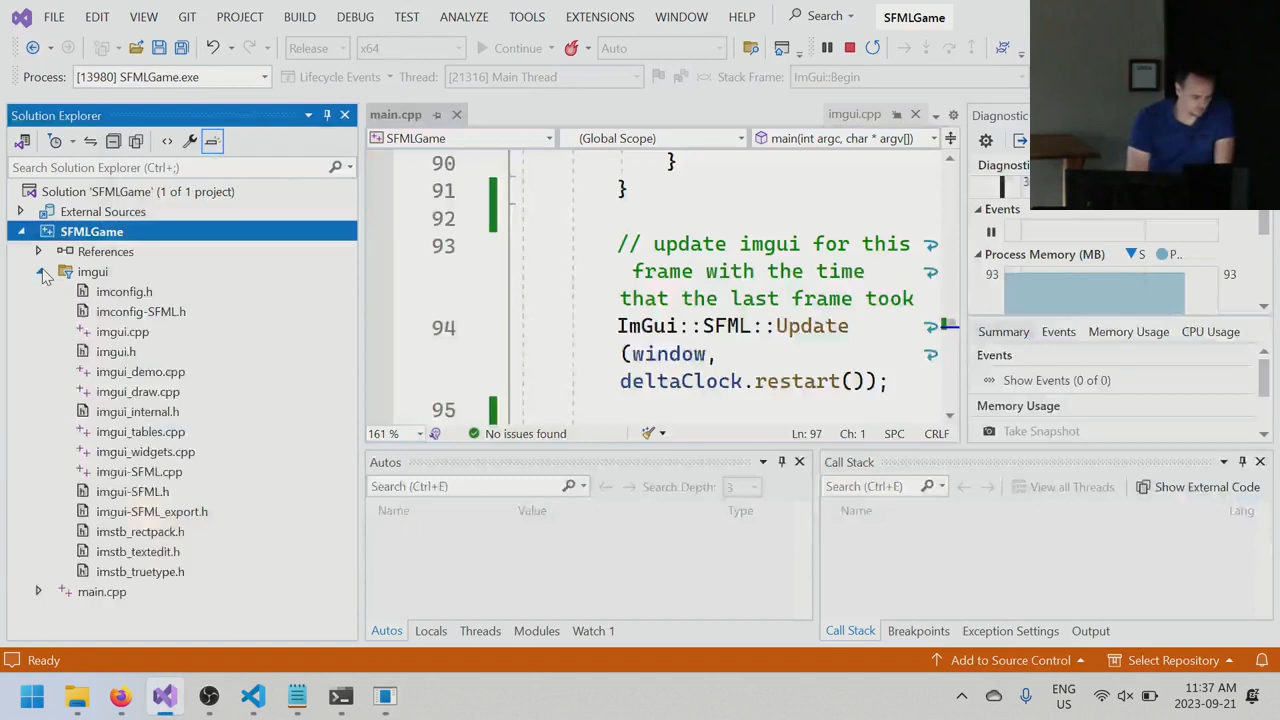 FILE EDIT VIEW GIT PROJECT BUILD DEBUG TEST ANALYZE TOOLS EXTENSIONS WINDOW HELP Search SFMLGame
Release x64 Continue Auto
Process: [13980] SFMLGame.exe Lifecycle Events Thread: [21316] Main Thread Stack Frame: ImGui::Begin
Solution Explorer
Search Solution Explorer (Ctrl+;)
Solution 'SFMLGame' (1 of 1 project)
External Sources
SFMLGame
References
imgui
imconfig.h
imconfig-SFML.h
imgui.cpp
imgui.h
imgui_demo.cpp
imgui_draw.cpp
imgui_internal.h
imgui_tables.cpp
imgui_widgets.cpp
imgui-SFML.cpp
imgui-SFML.h
imgui-SFML_export.h
imstb_rectpack.h
imstb_textedit.h
imstb_truetype.h
main.cpp
main.cpp imgui.cpp
SFMLGame (Global Scope) main(int argc, char * argv[])
90 }
91 }
92
93 // update imgui for this
frame with the time
that the last frame took
94 ImGui::SFML::Update
(window,
deltaClock.restart());
95
161 % No issues found Ln: 97 Ch: 1 SPC CRLF
Diagnostic
Diagnosti
Events
Process Memory (MB) S P..
93 93
Summary Events Memory Usage CPU Usage
Events
Show Events (0 of 0)
Memory Usage
Take Snapshot
Autos
Search (Ctrl+E) Search Depth: 3
Name Value Type
Autos Locals Threads Modules Watch 1
Call Stack
Search (Ctrl+E) View all Threads Show External Code
Name Lang
Call Stack Breakpoints Exception Settings Output
Ready Add to Source Control Select Repository
ENG
US
11:37 AM
2023-09-21